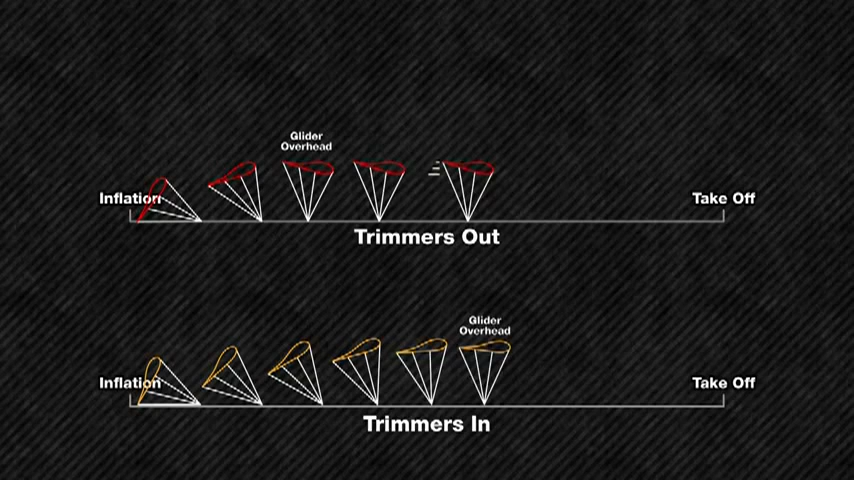 Glider
Overhead
Inflation
Take Off
Trimmers Out
Glider
Overhead
Inflation
Take Off
Trimmers In